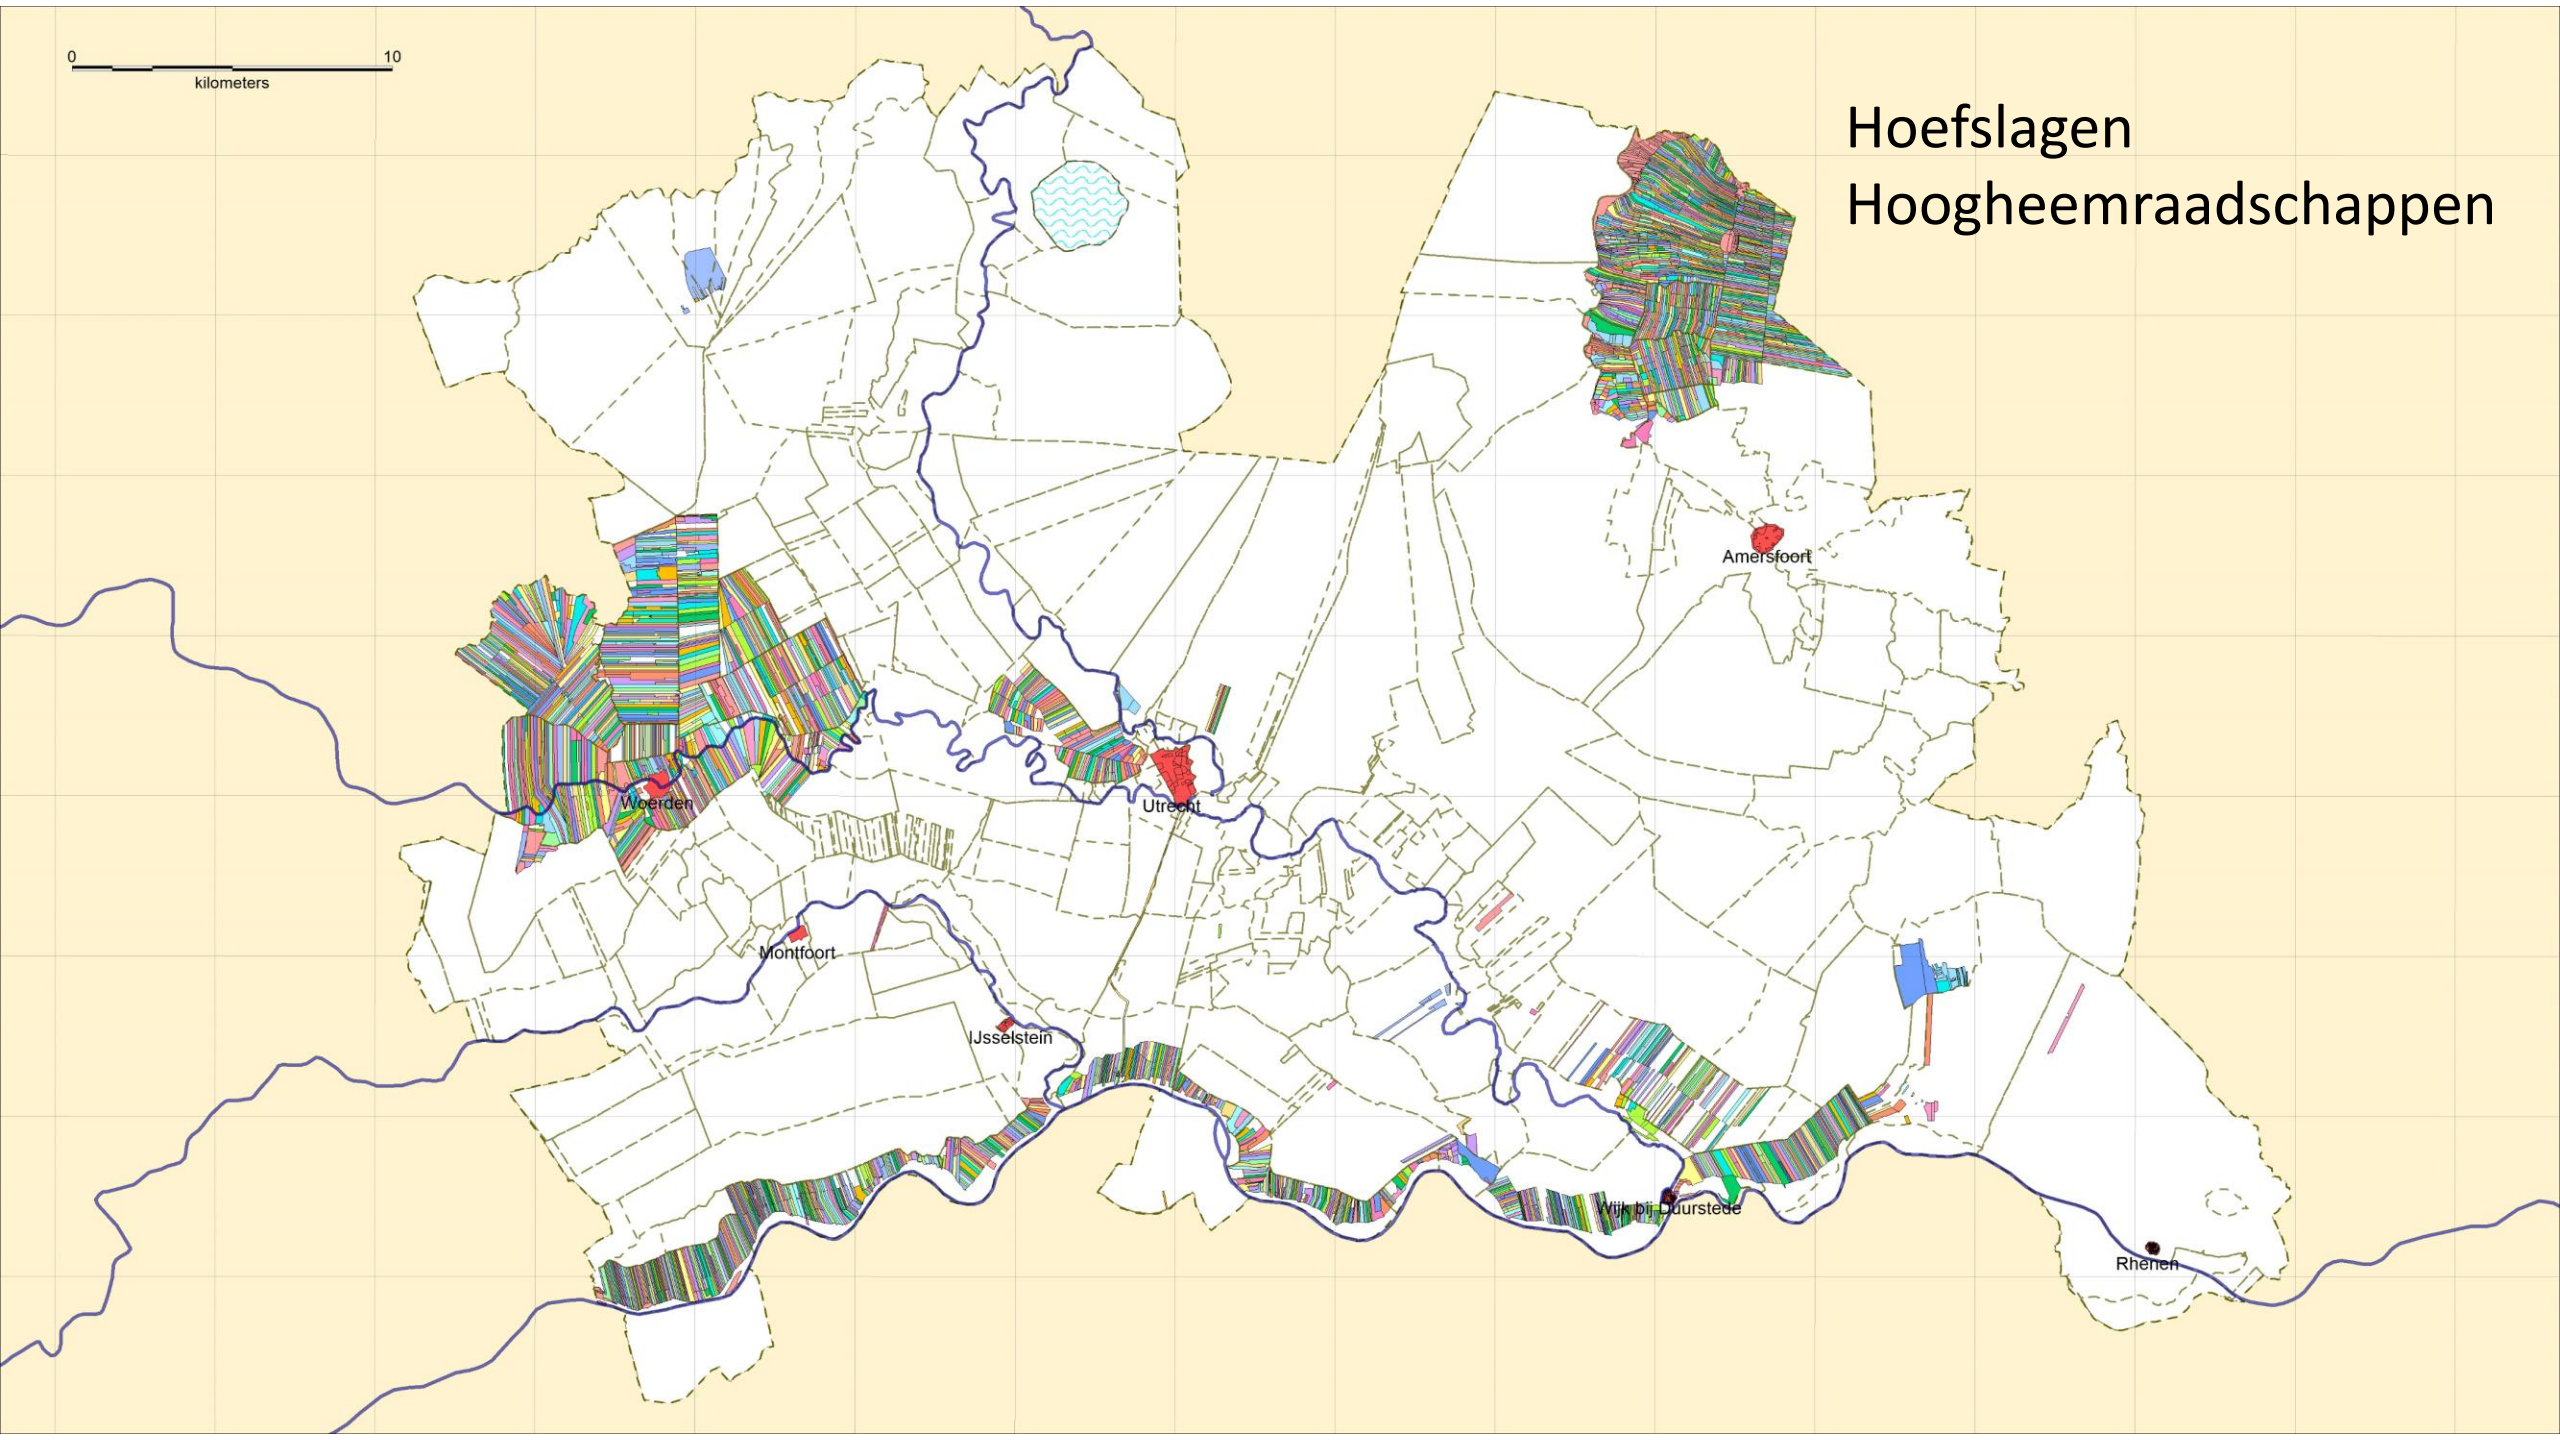 0 10
kilometers
Hoefslagen
Hoogheemraadschappen
Amersfoort
Woerden
Utrecht
Montfoort
IJsselstein
Wijk bij Duurstede
Rhenen